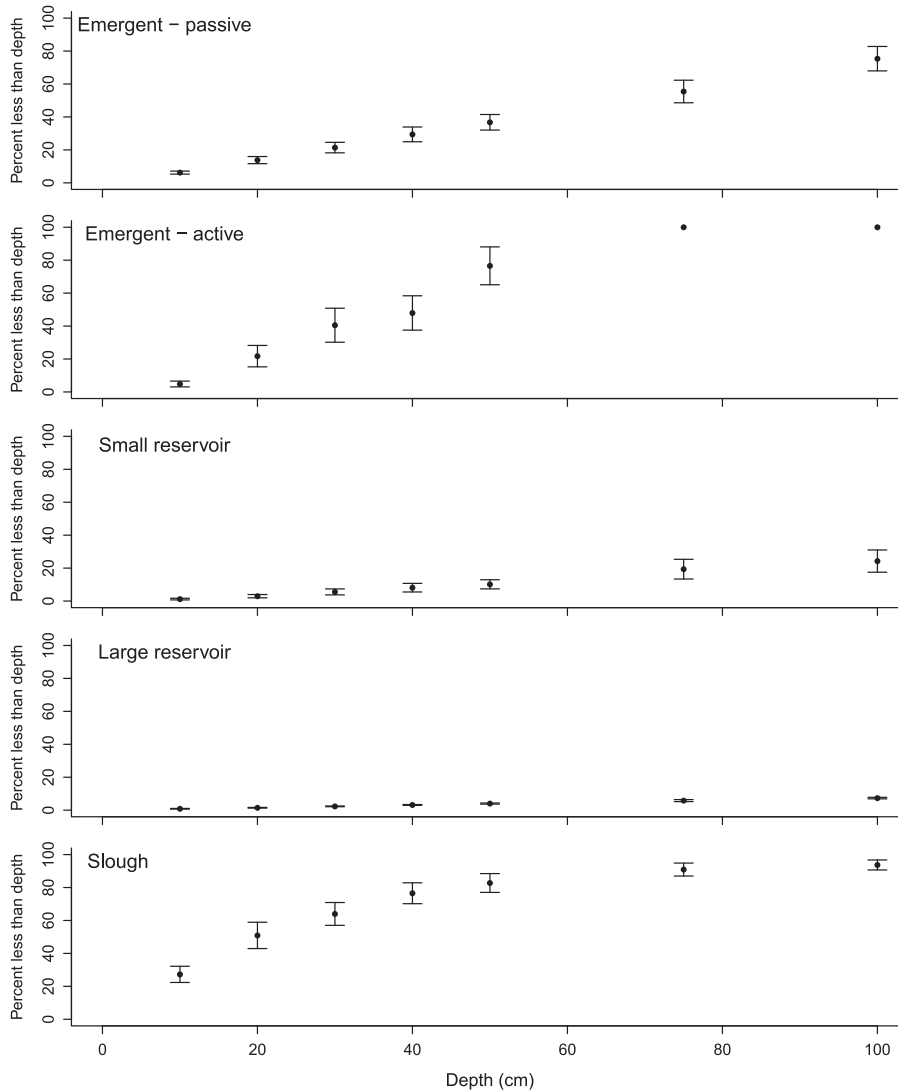 Emergent − passive
Percent less than depth
0 20 40 60 80 100
Emergent − active
Percent less than depth
0 20 40 60 80 100
Small reservoir
Percent less than depth
0 20 40 60 80 100
Large reservoir
Percent less than depth
0 20 40 60 80 100
Slough
Percent less than depth
0 20 40 60 80 100
0 20 40 60 80 100
Depth (cm)